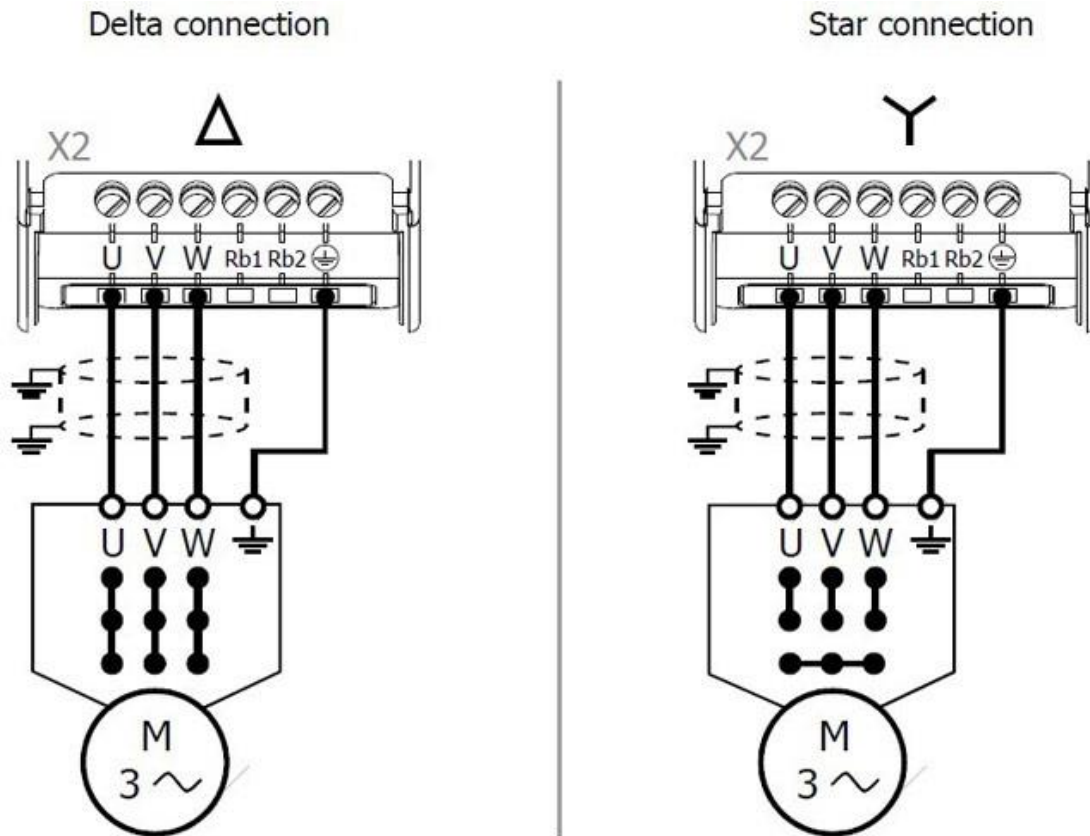 Delta connection
X2
U V W Rb1 Rb2
U V W
M
3
Star connection
X2
U V W Rb1 Rb2
U V W
M
3